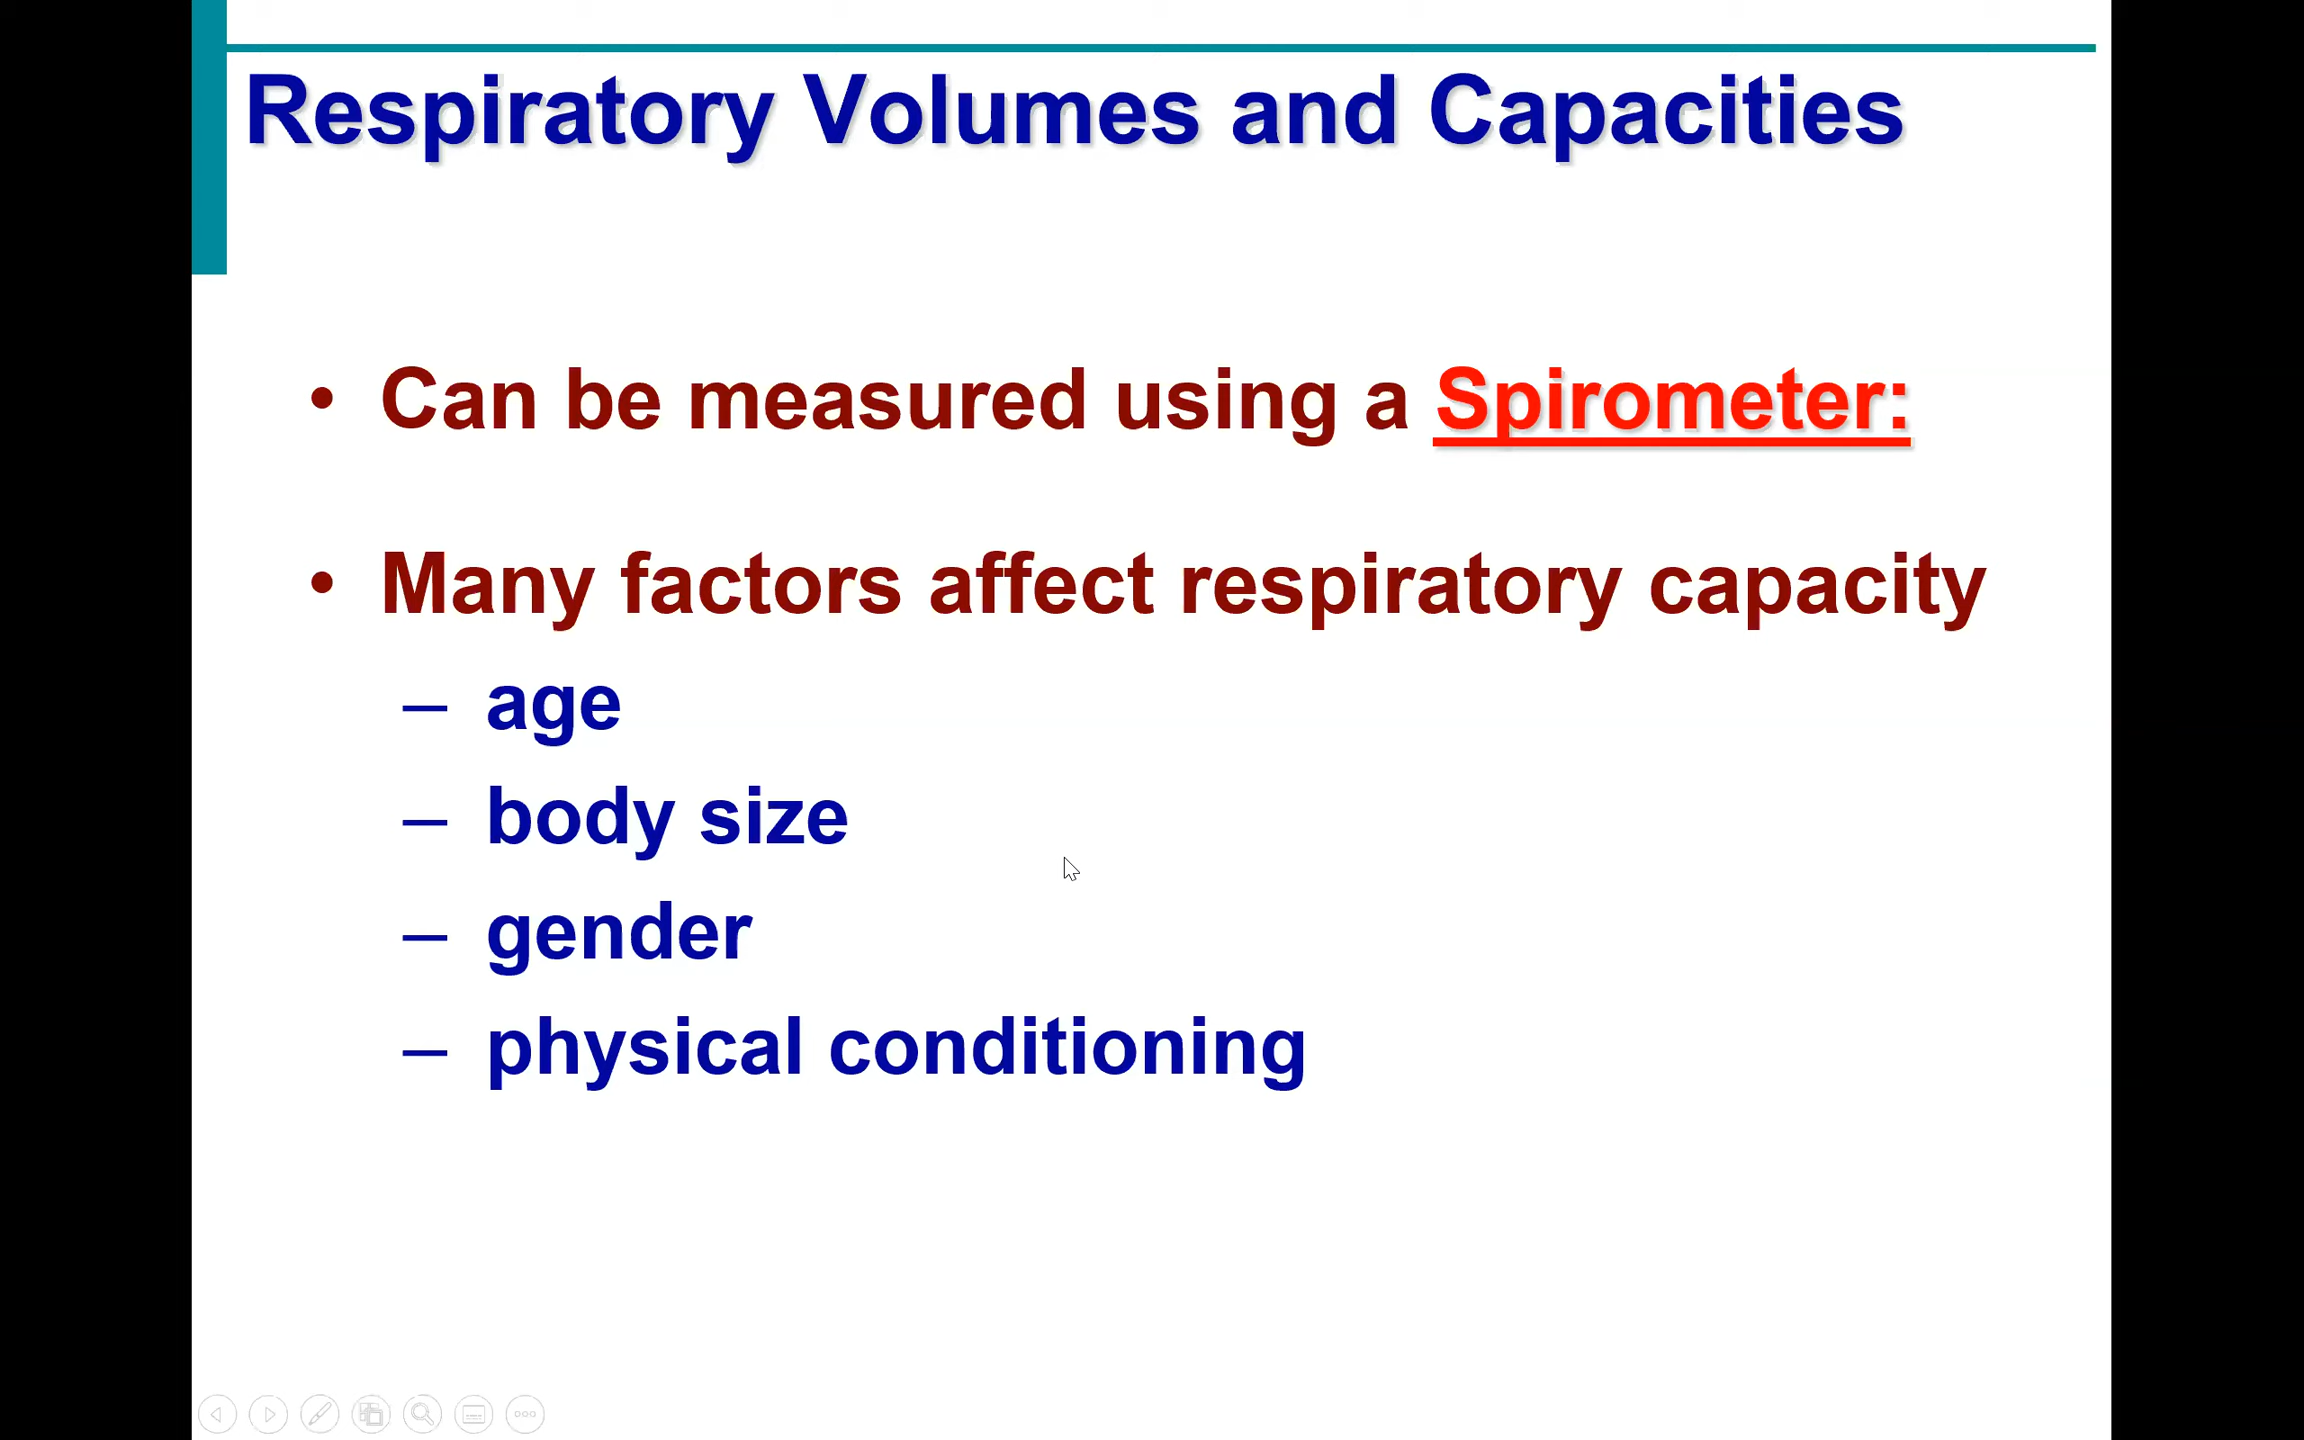 Respiratory Volumes and Capacities
• Can be measured using a Spirometer:
• Many factors affect respiratory capacity
– age
– body size
– gender
– physical conditioning